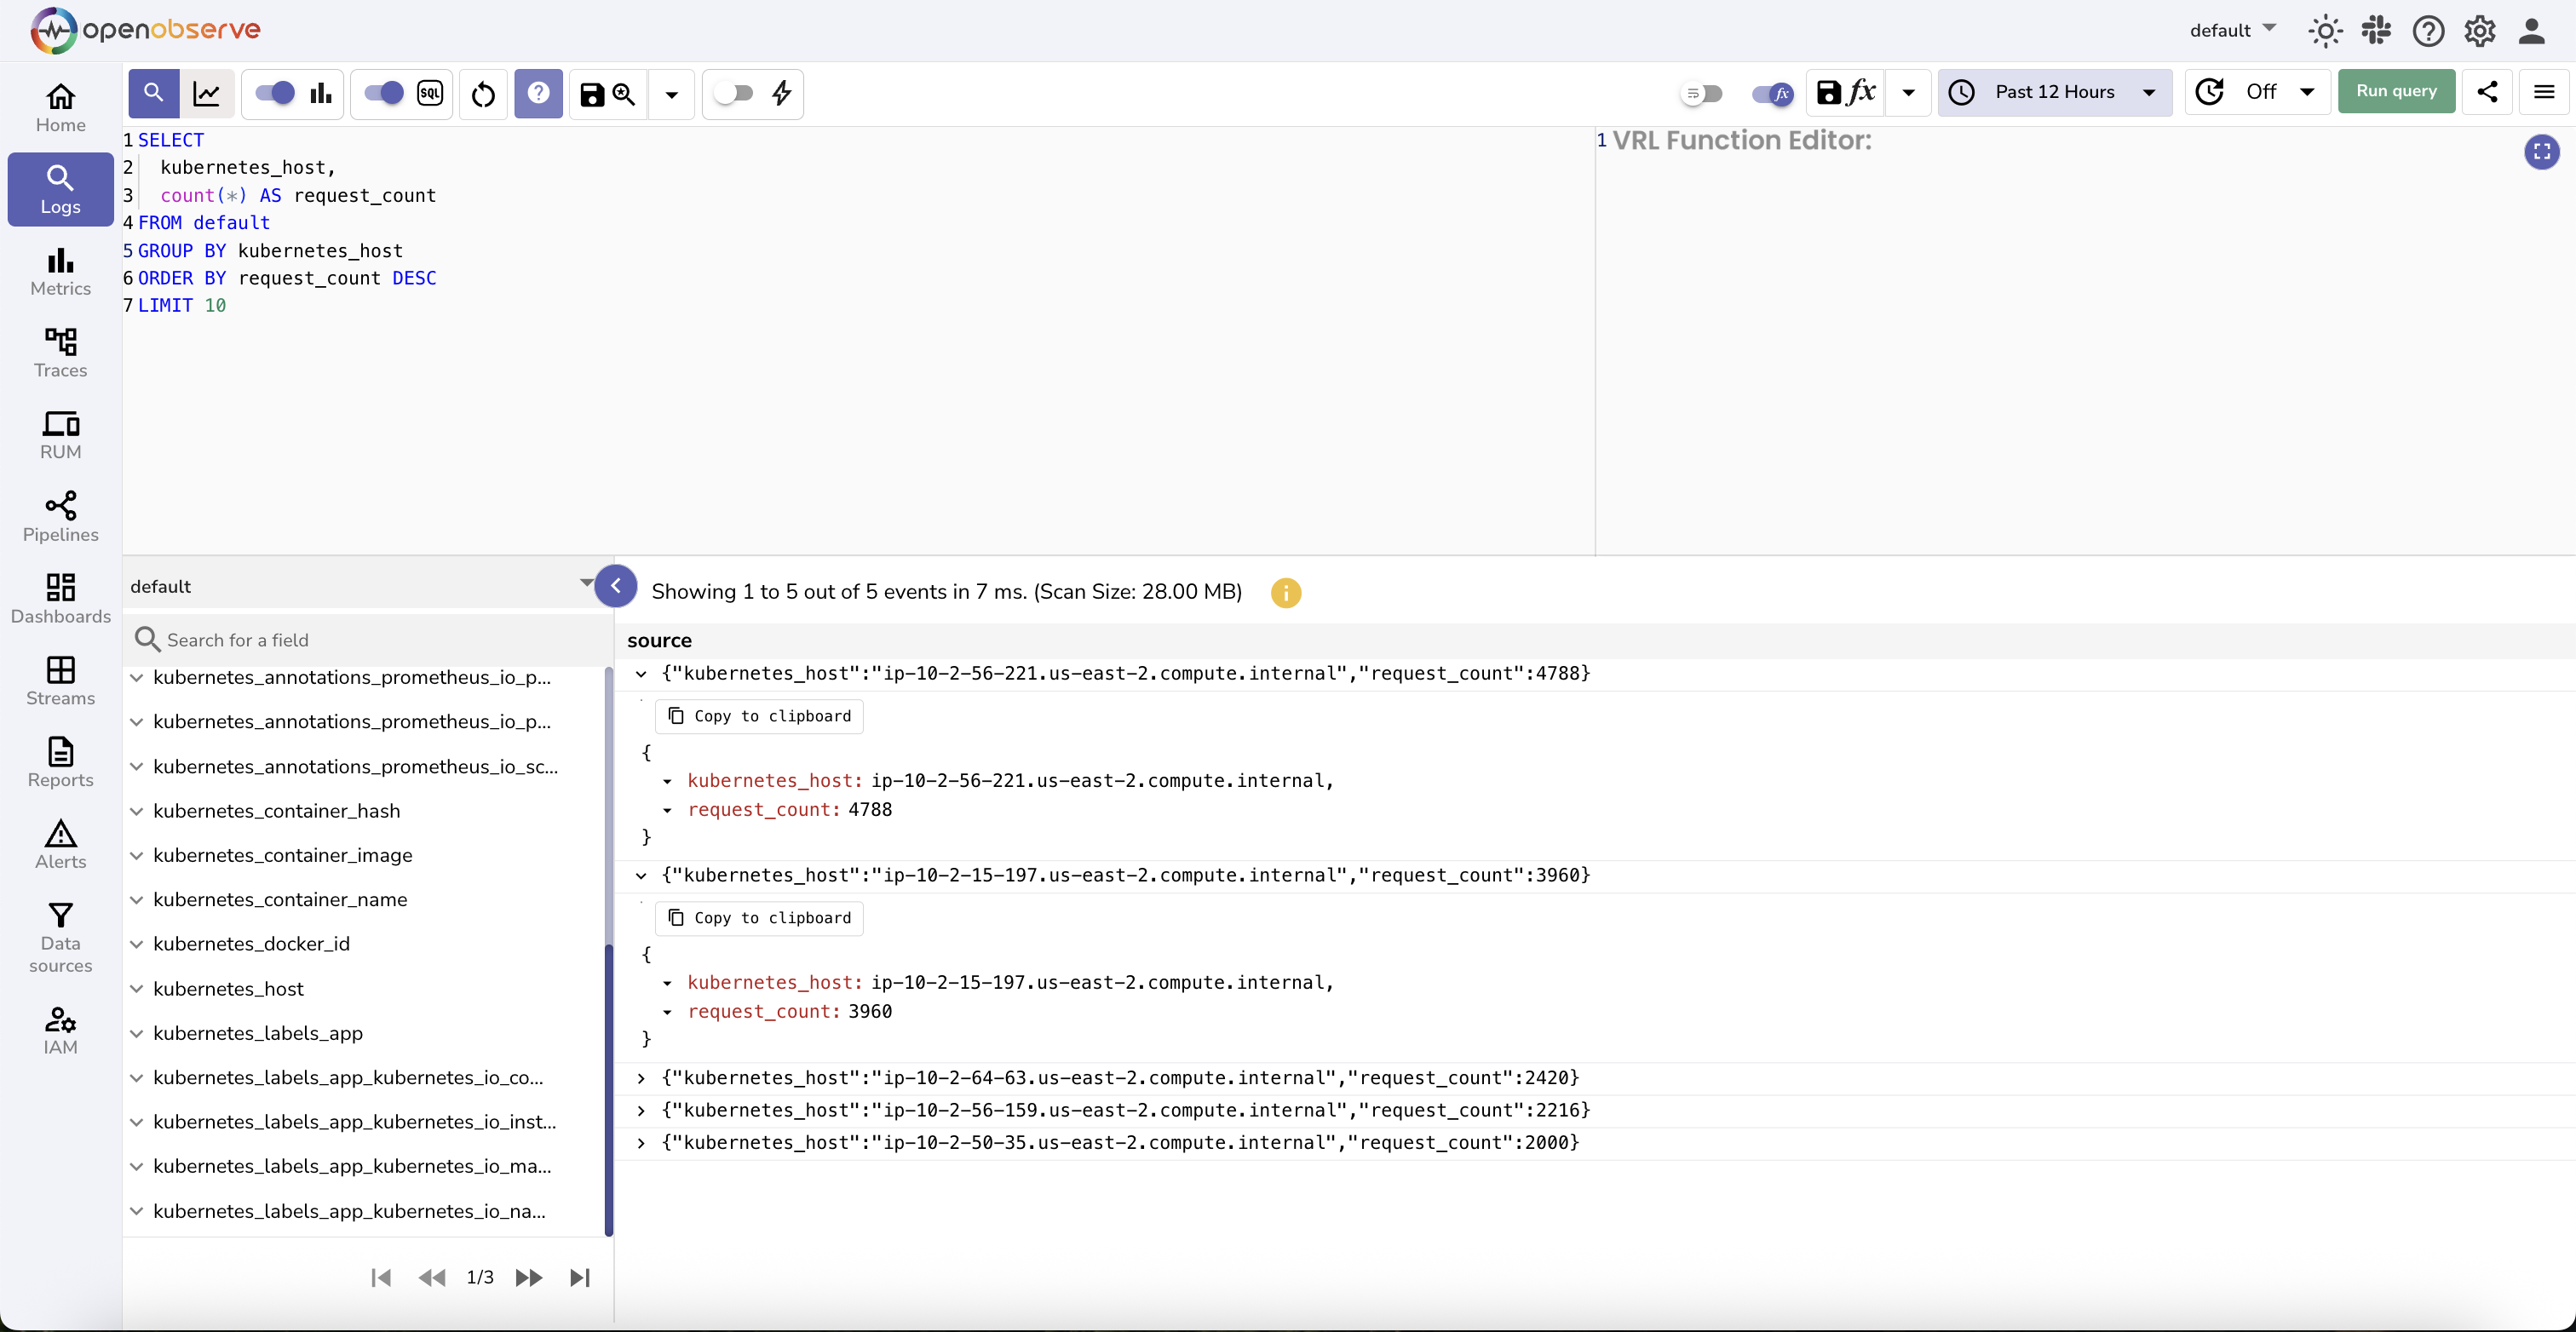 openobserve
default
Home
Logs
Metrics
Traces
RUM
Pipelines
Dashboards
Streams
Reports
Alerts
Data
sources
IAM
SQL
fx
fx
Past 12 Hours
Off
Run query
1 SELECT
2 kubernetes_host,
3 count(*) AS request_count
4 FROM default
5 GROUP BY kubernetes_host
6 ORDER BY request_count DESC
7 LIMIT 10
1 VRL Function Editor:
default
Search for a field
kubernetes_annotations_prometheus_io_p...
kubernetes_annotations_prometheus_io_p...
kubernetes_annotations_prometheus_io_sc...
kubernetes_container_hash
kubernetes_container_image
kubernetes_container_name
kubernetes_docker_id
kubernetes_host
kubernetes_labels_app
kubernetes_labels_app_kubernetes_io_co...
kubernetes_labels_app_kubernetes_io_inst...
kubernetes_labels_app_kubernetes_io_ma...
kubernetes_labels_app_kubernetes_io_na...
1/3
Showing 1 to 5 out of 5 events in 7 ms. (Scan Size: 28.00 MB)
source
{"kubernetes_host":"ip-10-2-56-221.us-east-2.compute.internal","request_count":4788}
Copy to clipboard
{
kubernetes_host: ip-10-2-56-221.us-east-2.compute.internal,
request_count: 4788
}
{"kubernetes_host":"ip-10-2-15-197.us-east-2.compute.internal","request_count":3960}
Copy to clipboard
{
kubernetes_host: ip-10-2-15-197.us-east-2.compute.internal,
request_count: 3960
}
{"kubernetes_host":"ip-10-2-64-63.us-east-2.compute.internal","request_count":2420}
{"kubernetes_host":"ip-10-2-56-159.us-east-2.compute.internal","request_count":2216}
{"kubernetes_host":"ip-10-2-50-35.us-east-2.compute.internal","request_count":2000}